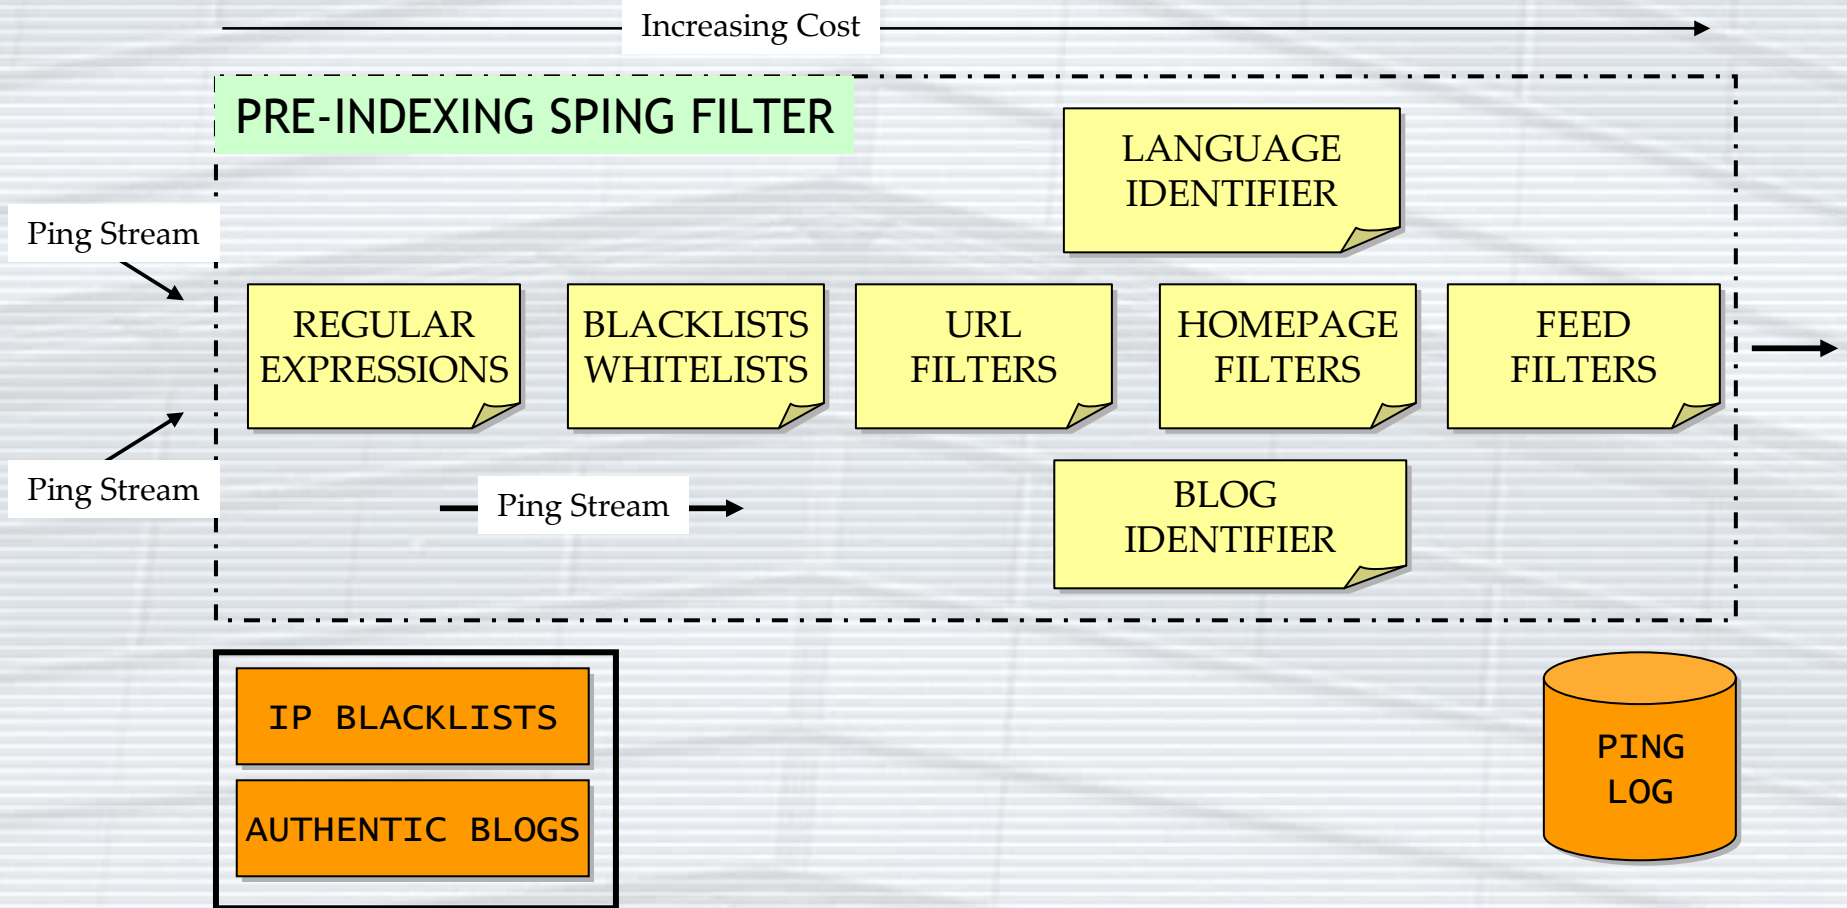 Increasing Cost
PRE-INDEXING SPING FILTER
LANGUAGE
IDENTIFIER
Ping Stream
REGULAR
EXPRESSIONS
BLACKLISTS
WHITELISTS
URL
FILTERS
HOMEPAGE
FILTERS
FEED
FILTERS
Ping Stream
Ping Stream
BLOG
IDENTIFIER
IP BLACKLISTS
AUTHENTIC BLOGS
PING
LOG